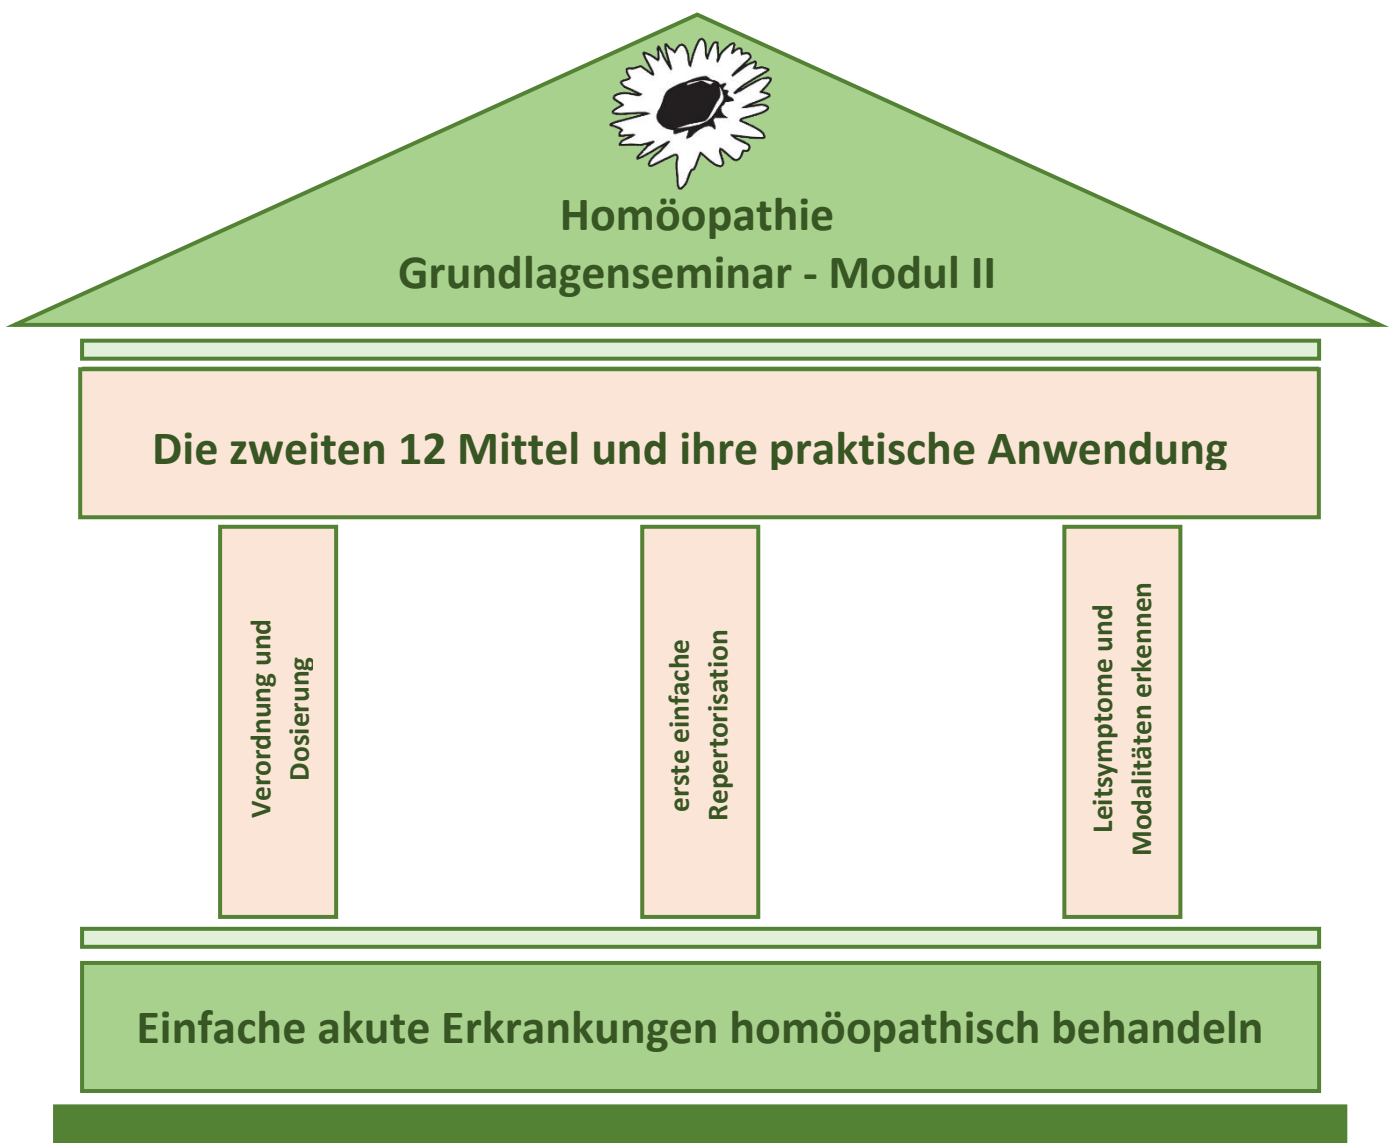 Homöopathie
Grundlagenseminar - Modul II
Die zweiten 12 Mittel und ihre praktische Anwendung
Verordnung und
Dosierung
erste einfache
Repertorisation
Leitsymptome und
Modalitäten erkennen
Einfache akute Erkrankungen homöopathisch behandeln